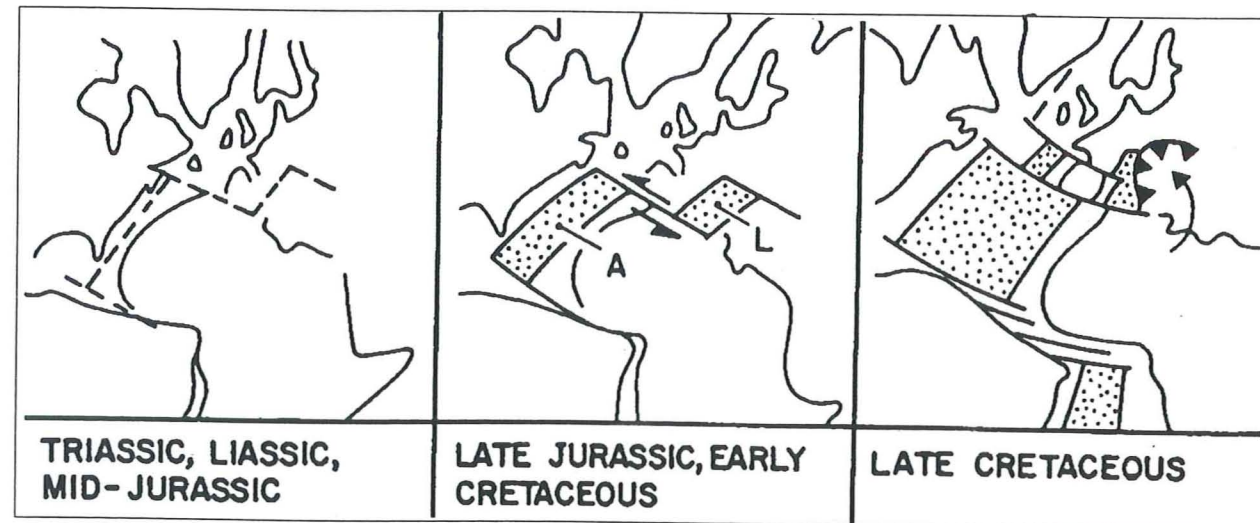 A
L
TRIASSIC, LIASSIC,
MID-JURASSIC
LATE JURASSIC, EARLY
CRETACEOUS
LATE CRETACEOUS